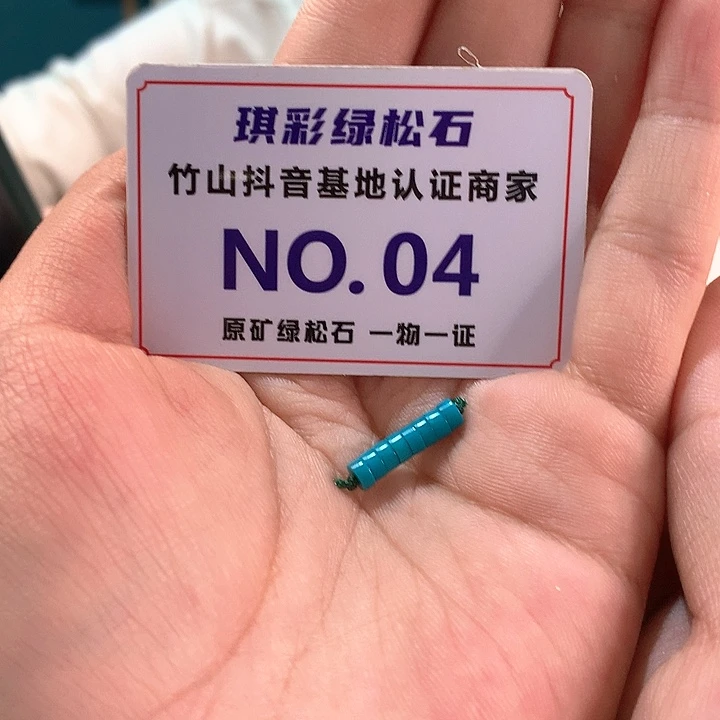 琪彩绿松石
竹山抖音基地认证商家
NO.04
原矿绿松石 一物一证